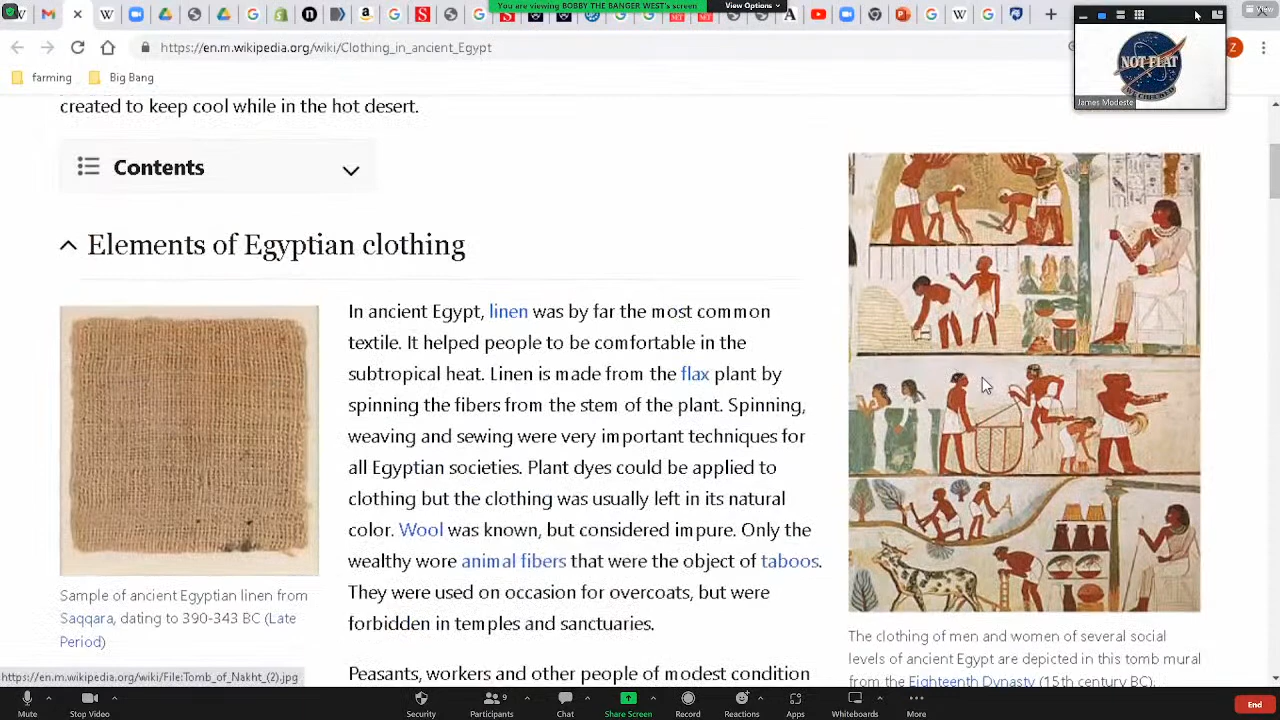 You are viewing BOBBY THE BANGER WEST's screen
View Options
View
https://en.m.wikipedia.org/wiki/Clothing_in_ancient_Egypt
Z
farming
Big Bang
NOT FLAT
WE CHECKED
James Modeste
created to keep cool while in the hot desert.
Contents
Elements of Egyptian clothing
In ancient Egypt, linen was by far the most common
textile. It helped people to be comfortable in the
subtropical heat. Linen is made from the flax plant by
spinning the fibers from the stem of the plant. Spinning,
weaving and sewing were very important techniques for
all Egyptian societies. Plant dyes could be applied to
clothing but the clothing was usually left in its natural
color. Wool was known, but considered impure. Only the
wealthy wore animal fibers that were the object of taboos.
They were used on occasion for overcoats, but were
forbidden in temples and sanctuaries.
Peasants, workers and other people of modest condition
Sample of ancient Egyptian linen from
Saqqara, dating to 390-343 BC (Late
Period)
The clothing of men and women of several social
levels of ancient Egypt are depicted in this tomb mural
from the Eighteenth Dynasty (15th century BC).
https://en.m.wikipedia.org/wiki/File:Tomb_of_Nakht_(2).jpg
Mute
Stop Video
Security
Participants
9
Chat
Share Screen
Record
Reactions
Apps
Whiteboards
More
End